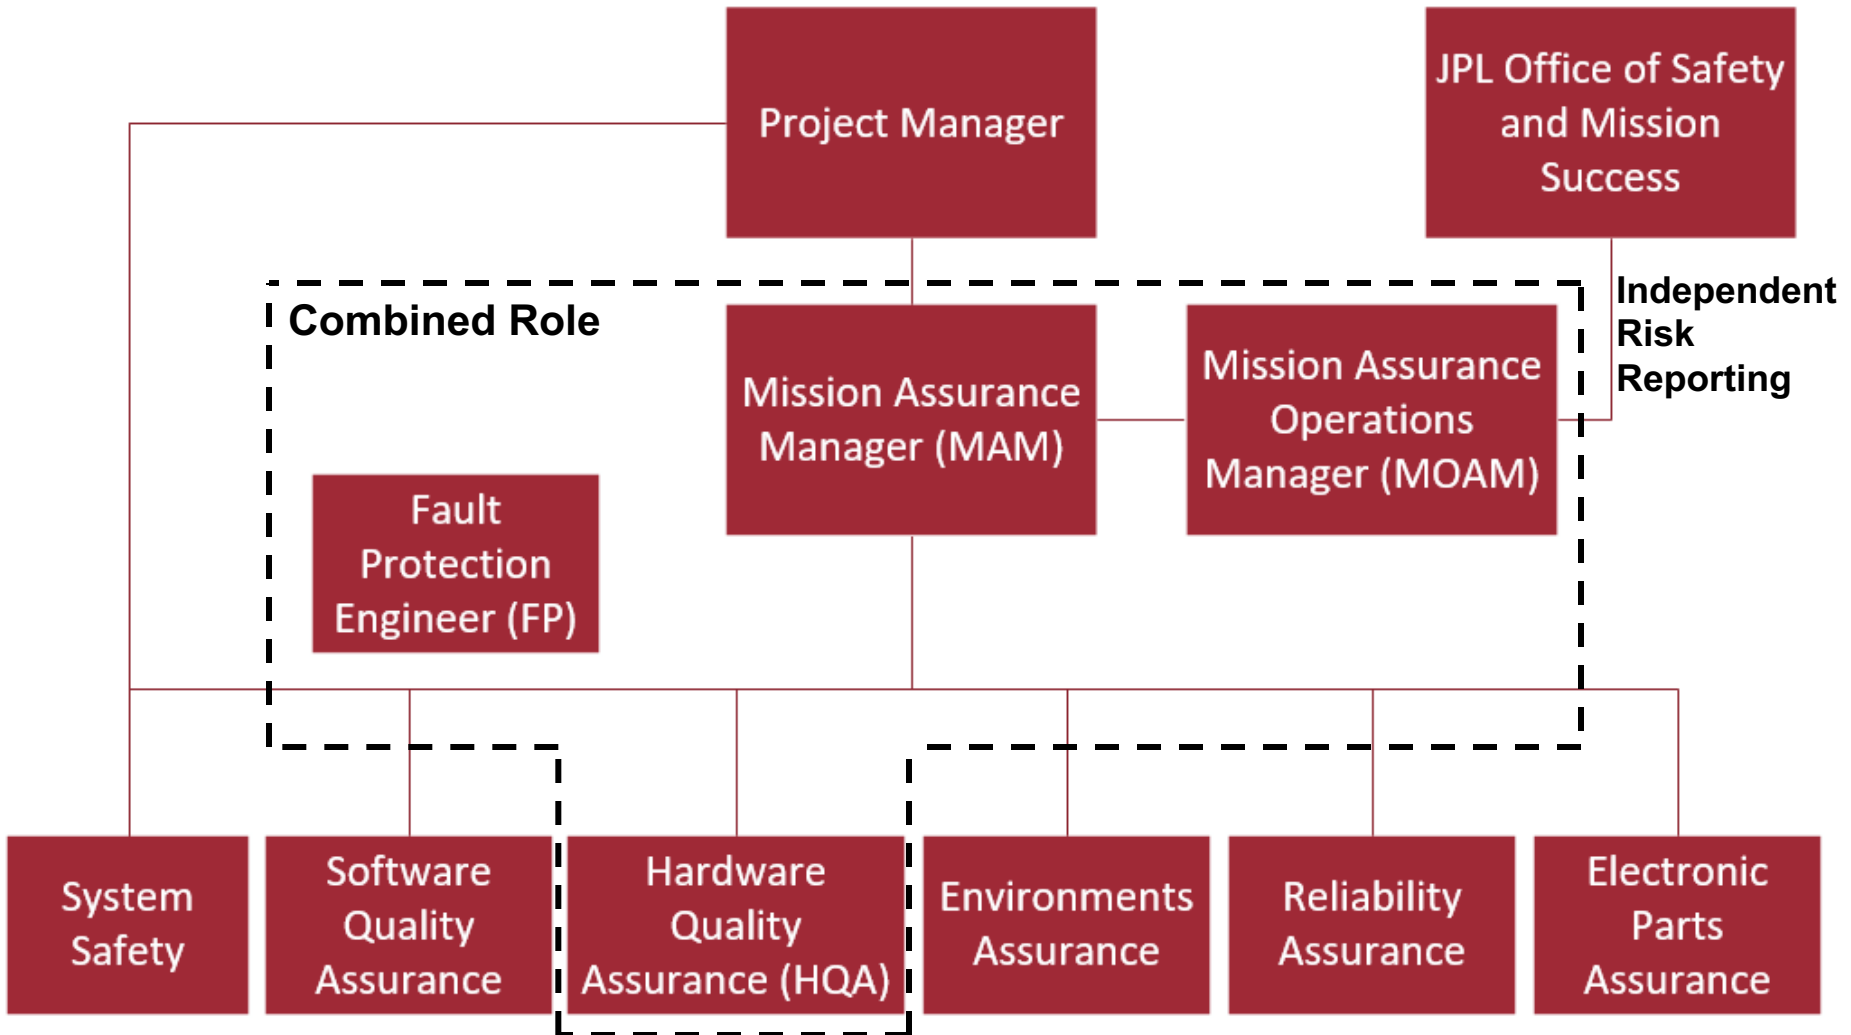 Project Manager
JPL Office of Safety
and Mission
Success
Independent
Risk
Reporting
Combined Role
Mission Assurance
Manager (MAM)
Mission Assurance
Operations
Manager (MOAM)
Fault
Protection
Engineer (FP)
System
Safety
Software
Quality
Assurance
Hardware
Quality
Assurance (HQA)
Environments
Assurance
Reliability
Assurance
Electronic
Parts
Assurance